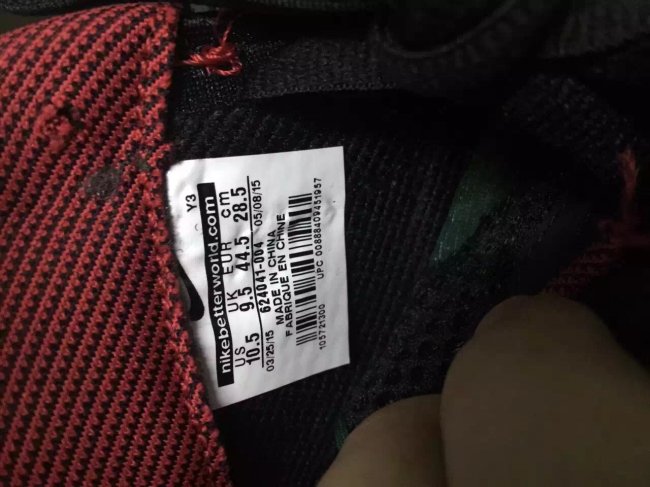 Y3
nikebetterworld.com
US UK EUR cm
10.5 9.5 44.5 28.5
624041-004
03/25/15 05/08/15
MADE IN CHINA
FABRIQUE EN CHINE
UPC 00888409451957
105721300